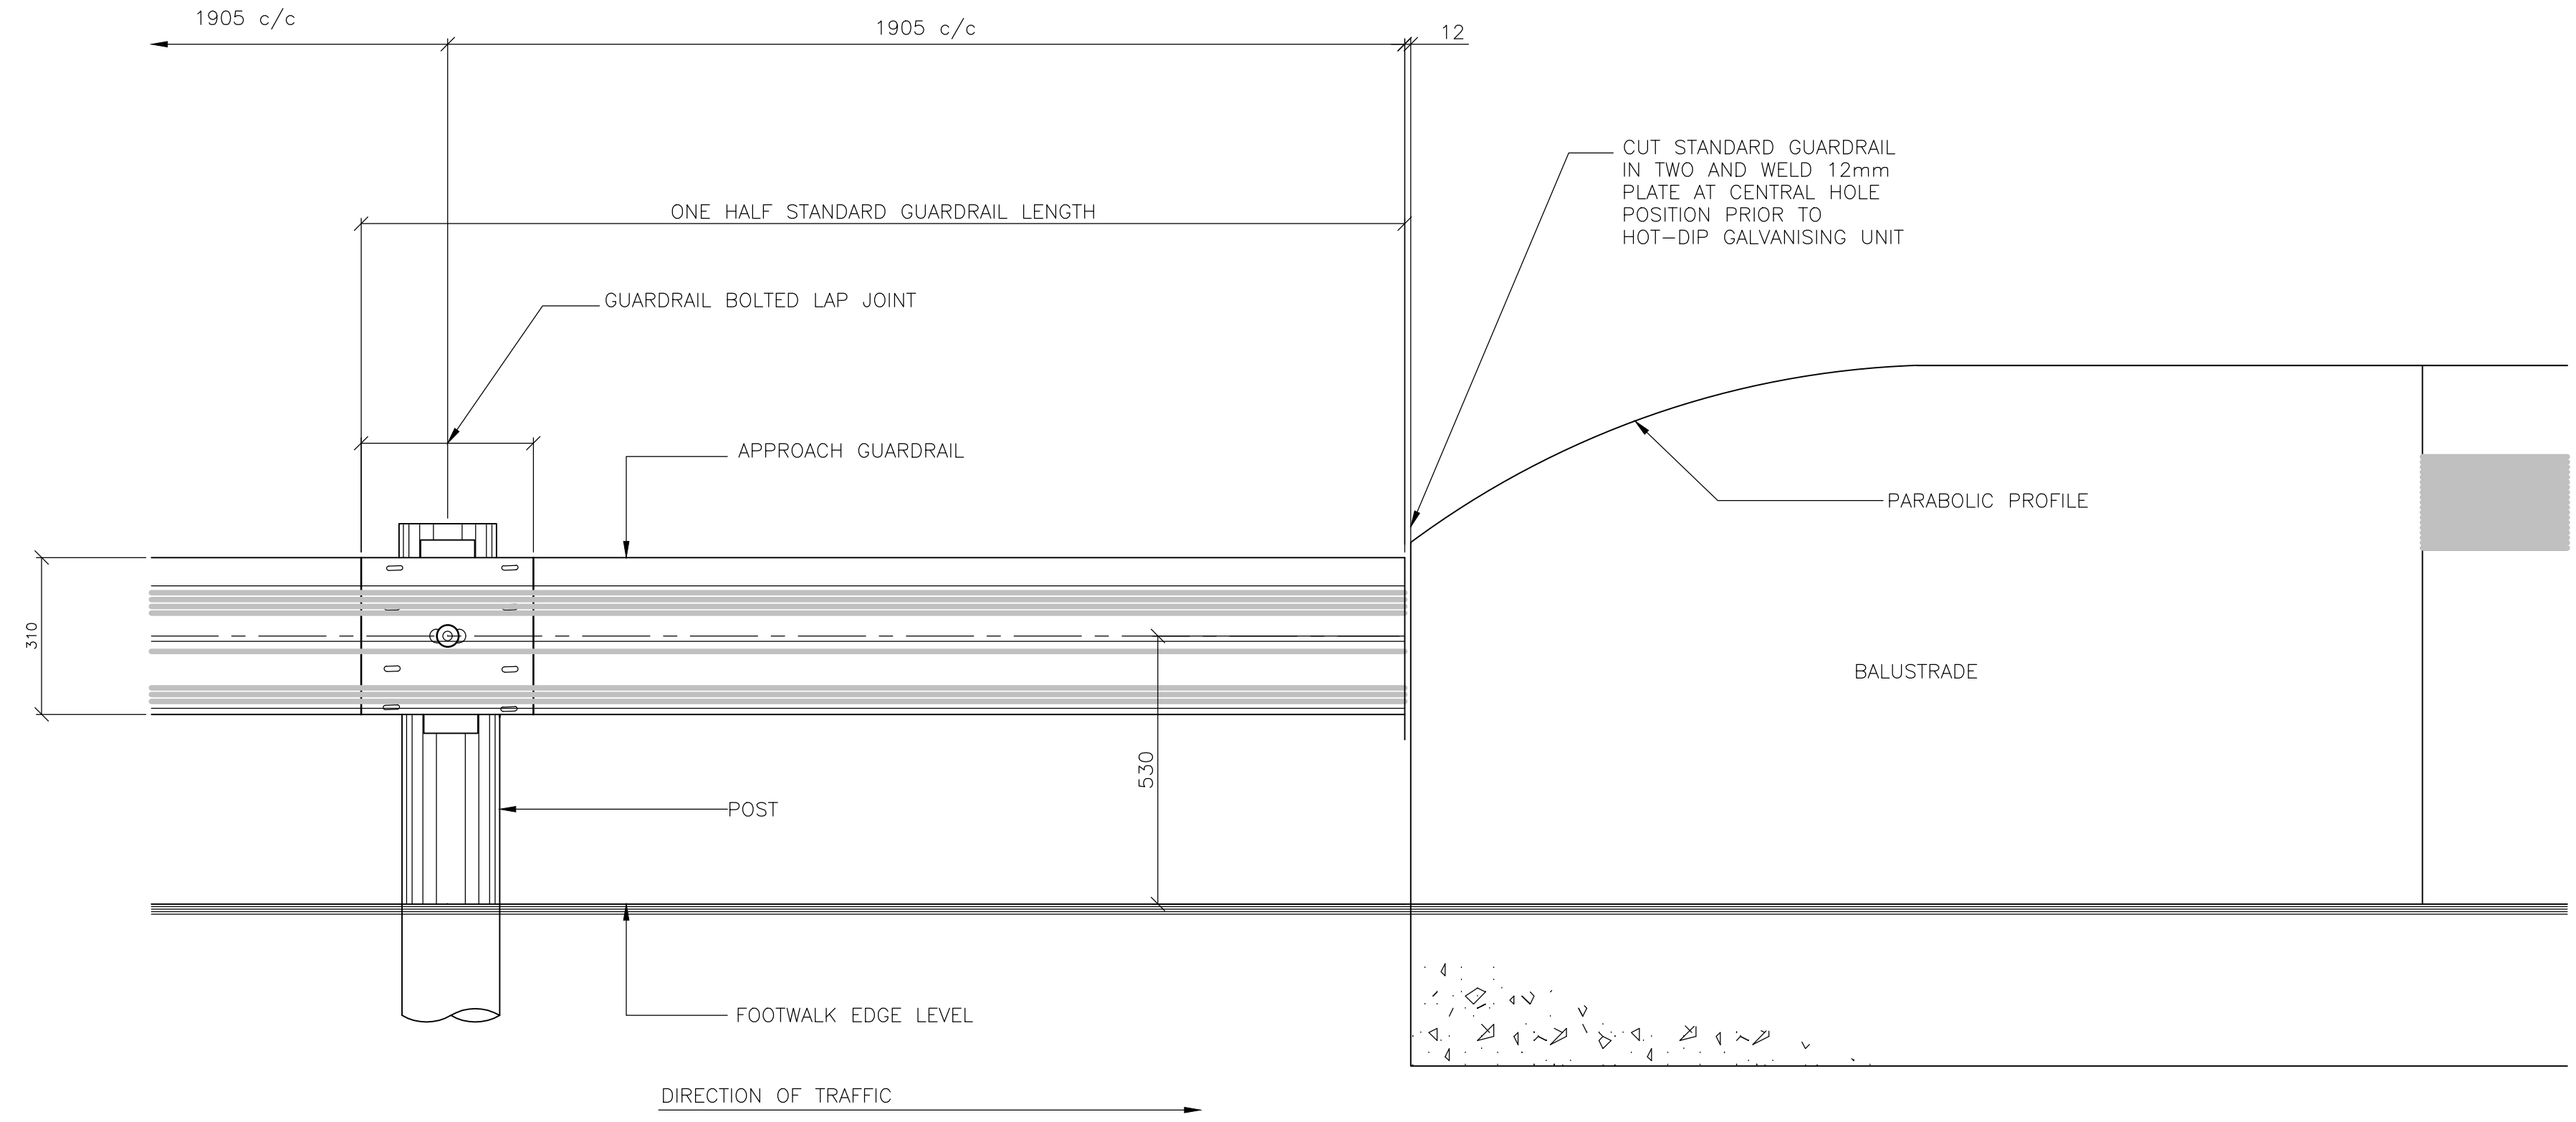 1905 c/c
1905 c/c
12
CUT STANDARD GUARDRAIL
IN TWO AND WELD 12mm
PLATE AT CENTRAL HOLE
POSITION PRIOR TO
HOT-DIP GALVANISING UNIT
ONE HALF STANDARD GUARDRAIL LENGTH
GUARDRAIL BOLTED LAP JOINT
APPROACH GUARDRAIL
PARABOLIC PROFILE
310
BALUSTRADE
530
POST
FOOTWALK EDGE LEVEL
DIRECTION OF TRAFFIC